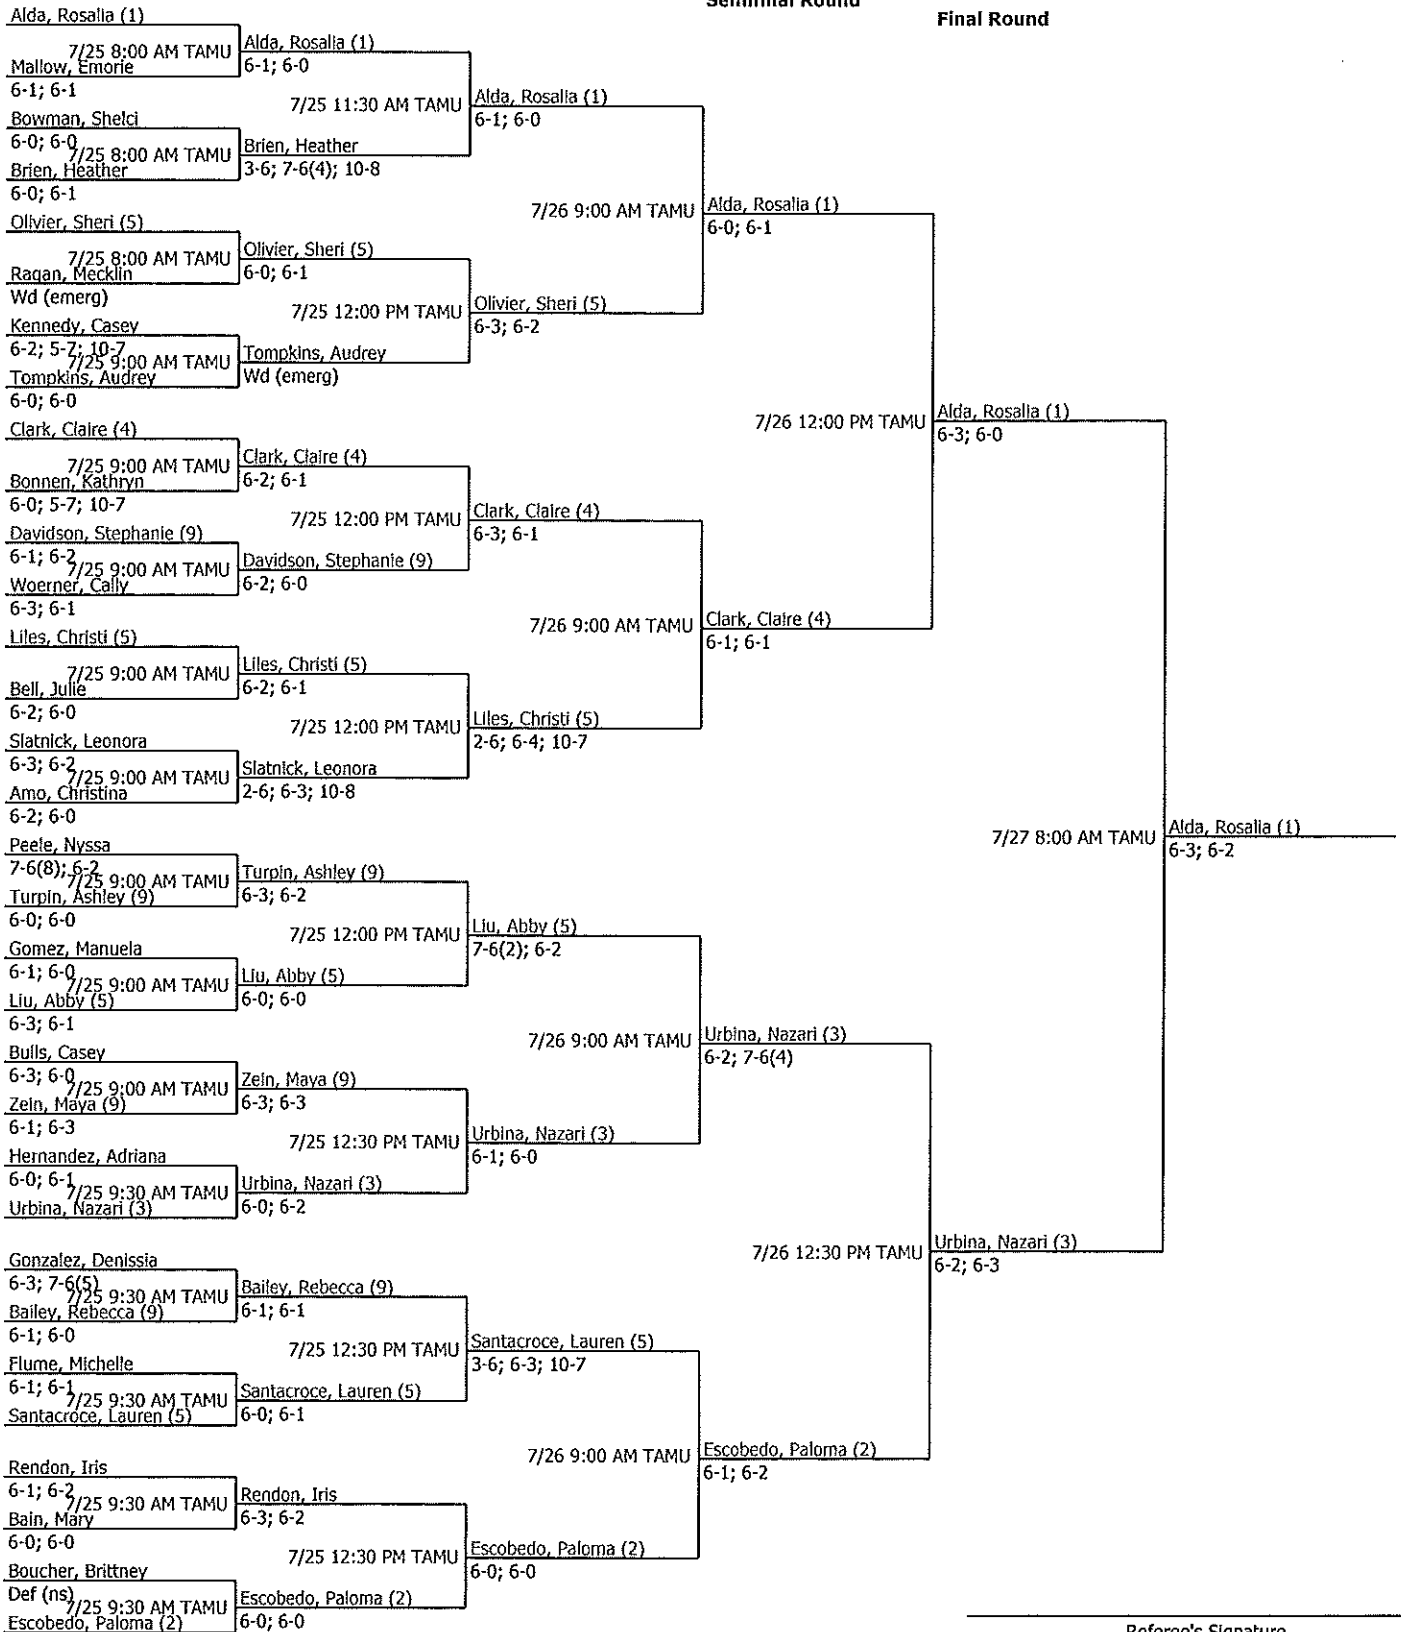 Semifinal Round
Final Round
Alda, Rosalia (1)
7/25 8:00 AM TAMU
Mallow, Emorie
6-1; 6-1
Bowman, Shelci
6-0; 6-0
7/25 8:00 AM TAMU
Brien, Heather
6-0; 6-1
Olivier, Sheri (5)
7/25 8:00 AM TAMU
Ragan, Mecklin
Wd (emerg)
Kennedy, Casey
6-2; 5-7; 10-7
7/25 9:00 AM TAMU
Tompkins, Audrey
6-0; 6-0
Clark, Claire (4)
7/25 9:00 AM TAMU
Bonnen, Kathryn
6-0; 5-7; 10-7
Davidson, Stephanie (9)
6-1; 6-2
7/25 9:00 AM TAMU
Woerner, Cally
6-3; 6-1
Liles, Christi (5)
7/25 9:00 AM TAMU
Bell, Julie
6-2; 6-0
Slatnick, Leonora
6-3; 6-2
7/25 9:00 AM TAMU
Amo, Christina
6-2; 6-0
Peele, Nyssa
7-6(8); 6-2
7/25 9:00 AM TAMU
Turpin, Ashley (9)
6-0; 6-0
Gomez, Manuela
6-1; 6-0
7/25 9:00 AM TAMU
Liu, Abby (5)
6-3; 6-1
Bulls, Casey
6-3; 6-0
7/25 9:00 AM TAMU
Zein, Maya (9)
6-1; 6-3
Hernandez, Adriana
6-0; 6-1
7/25 9:30 AM TAMU
Urbina, Nazari (3)
Gonzalez, Denissia
6-3; 7-6(5)
7/25 9:30 AM TAMU
Bailey, Rebecca (9)
6-1; 6-0
Flume, Michelle
6-1; 6-1
7/25 9:30 AM TAMU
Santacroce, Lauren (5)
Rendon, Iris
6-1; 6-2
7/25 9:30 AM TAMU
Bain, Mary
6-0; 6-0
Boucher, Brittney
Def (ns)
7/25 9:30 AM TAMU
Escobedo, Paloma (2)
Alda, Rosalia (1)
6-1; 6-0
7/25 11:30 AM TAMU
Brien, Heather
3-6; 7-6(4); 10-8
Olivier, Sheri (5)
6-0; 6-1
7/25 12:00 PM TAMU
Tompkins, Audrey
Wd (emerg)
Clark, Claire (4)
6-2; 6-1
7/25 12:00 PM TAMU
Davidson, Stephanie (9)
6-2; 6-0
Liles, Christi (5)
6-2; 6-1
7/25 12:00 PM TAMU
Slatnick, Leonora
2-6; 6-3; 10-8
Turpin, Ashley (9)
6-3; 6-2
7/25 12:00 PM TAMU
Liu, Abby (5)
6-0; 6-0
Zein, Maya (9)
6-3; 6-3
7/25 12:30 PM TAMU
Urbina, Nazari (3)
6-0; 6-2
Bailey, Rebecca (9)
6-1; 6-1
7/25 12:30 PM TAMU
Santacroce, Lauren (5)
6-0; 6-1
Rendon, Iris
6-3; 6-2
7/25 12:30 PM TAMU
Escobedo, Paloma (2)
6-0; 6-0
Alda, Rosalia (1)
6-1; 6-0
7/26 9:00 AM TAMU
Olivier, Sheri (5)
6-3; 6-2
Clark, Claire (4)
6-3; 6-1
7/26 9:00 AM TAMU
Liles, Christi (5)
2-6; 6-4; 10-7
Liu, Abby (5)
7-6(2); 6-2
7/26 9:00 AM TAMU
Urbina, Nazari (3)
6-1; 6-0
Santacroce, Lauren (5)
3-6; 6-3; 10-7
7/26 9:00 AM TAMU
Escobedo, Paloma (2)
6-0; 6-0
Alda, Rosalia (1)
6-0; 6-1
7/26 12:00 PM TAMU
Clark, Claire (4)
6-1; 6-1
Urbina, Nazari (3)
6-2; 7-6(4)
7/26 12:30 PM TAMU
Escobedo, Paloma (2)
6-1; 6-2
Alda, Rosalia (1)
6-3; 6-0
7/27 8:00 AM TAMU
Urbina, Nazari (3)
6-2; 6-3
Alda, Rosalia (1)
6-3; 6-2
Referee's Signature